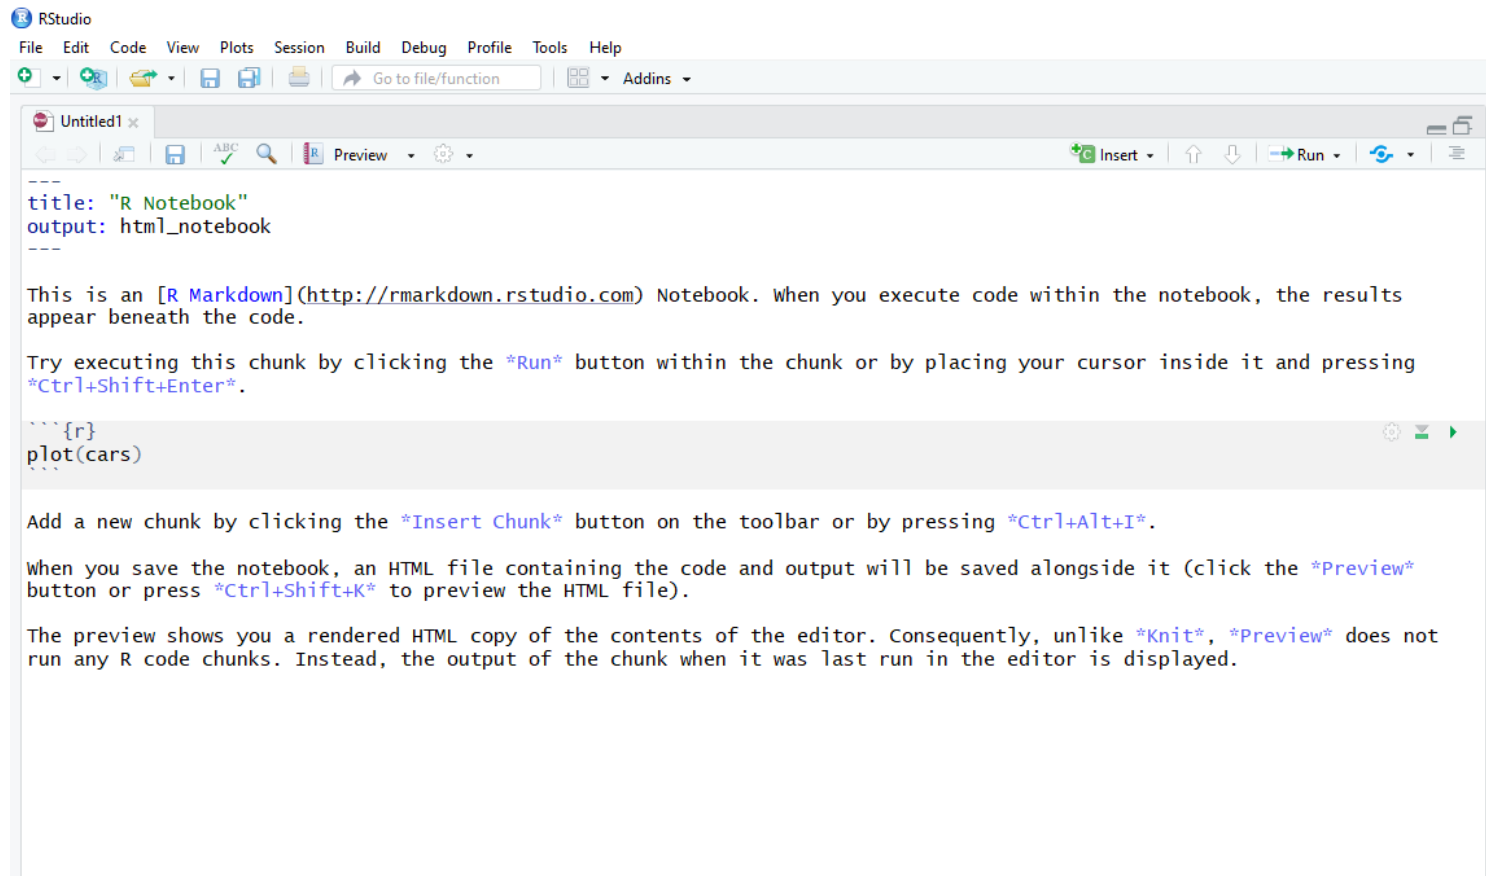 RStudio
File Edit Code View Plots Session Build Debug Profile Tools Help
Go to file/function Addins
Untitled1
ABC Preview Insert Run
---
title: "R Notebook"
output: html_notebook
---
This is an [R Markdown](http://rmarkdown.rstudio.com) Notebook. When you execute code within the notebook, the results
appear beneath the code.
Try executing this chunk by clicking the *Run* button within the chunk or by placing your cursor inside it and pressing
*Ctrl+Shift+Enter*.
```{r}
plot(cars)
```
Add a new chunk by clicking the *Insert Chunk* button on the toolbar or by pressing *Ctrl+Alt+I*.
When you save the notebook, an HTML file containing the code and output will be saved alongside it (click the *Preview*
button or press *Ctrl+Shift+K* to preview the HTML file).
The preview shows you a rendered HTML copy of the contents of the editor. Consequently, unlike *Knit*, *Preview* does not
run any R code chunks. Instead, the output of the chunk when it was last run in the editor is displayed.